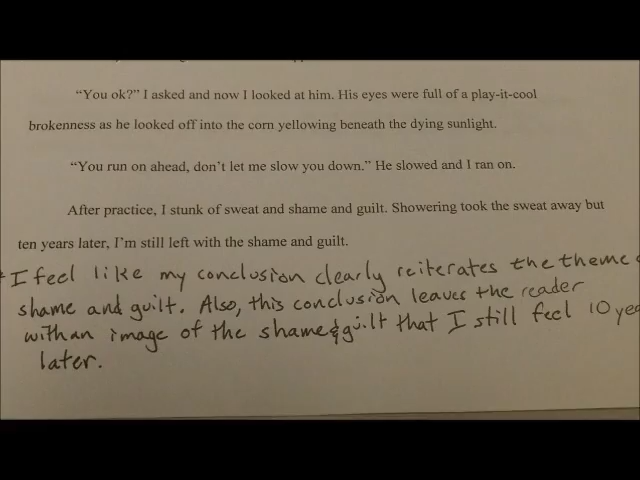 “You ok?” I asked and now I looked at him. His eyes were full of a play-it-cool
brokenness as he looked off into the corn yellowing beneath the dying sunlight.
“You run on ahead, don’t let me slow you down.” He slowed and I ran on.
After practice, I stunk of sweat and shame and guilt. Showering took the sweat away but
ten years later, I’m still left with the shame and guilt.
* I feel like my conclusion clearly reiterates the theme
shame and guilt. Also, this conclusion leaves the reader
with an image of the shame & guilt that I still feel 10
later.